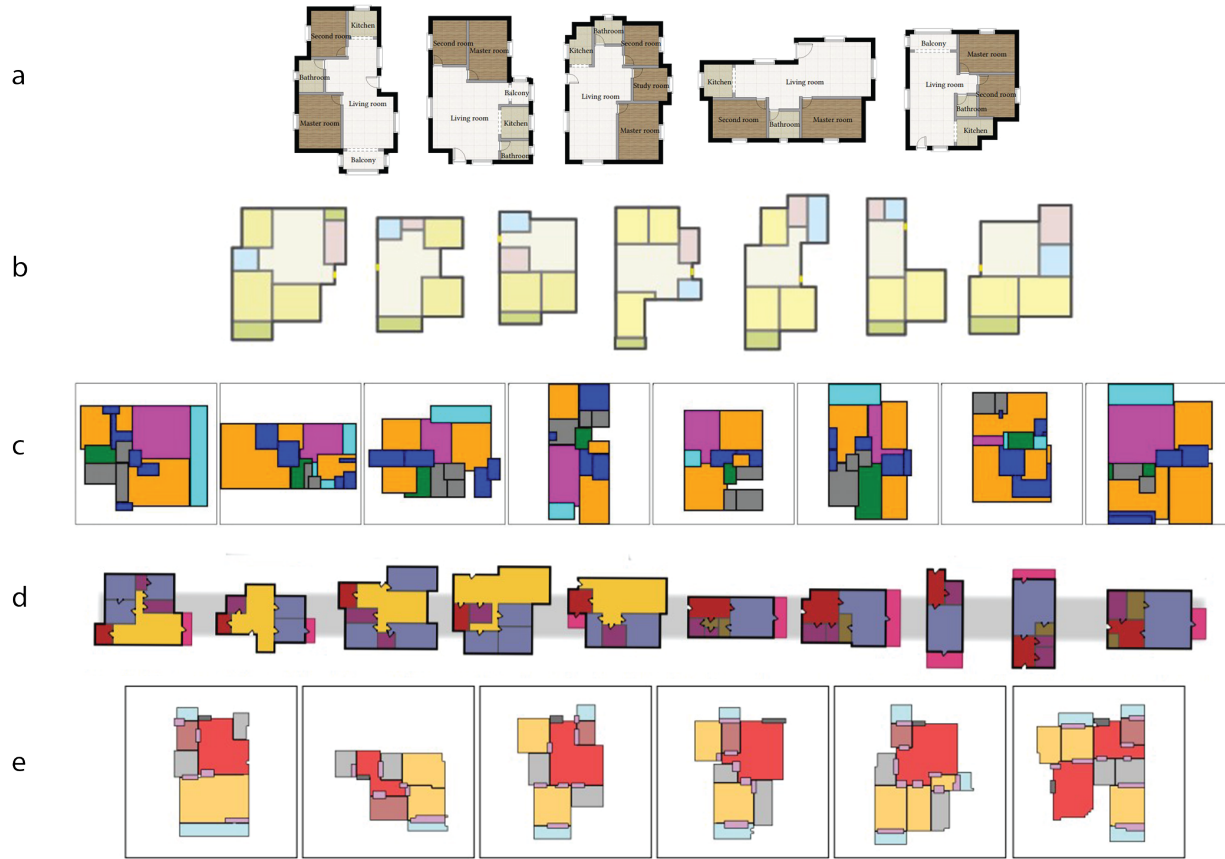 a
Second room
Kitchen
Bathroom
Living room
Master room
Balcony
Second room
Master room
Balcony
Living room
Kitchen
Bathroom
Bathroom
Kitchen
Second room
Living room
Study room
Master room
Kitchen
Living room
Second room
Bathroom
Master room
Balcony
Master room
Living room
Second room
Bathroom
Kitchen
b
c
d
e